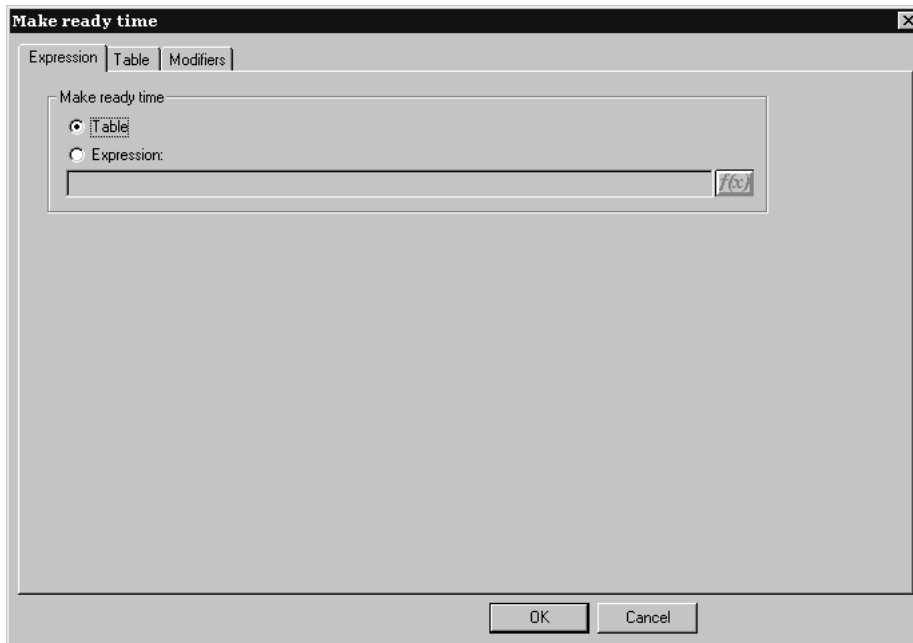 Make ready time
Expression Table Modifiers
Make ready time
Table
Expression:
f(x)
OK Cancel